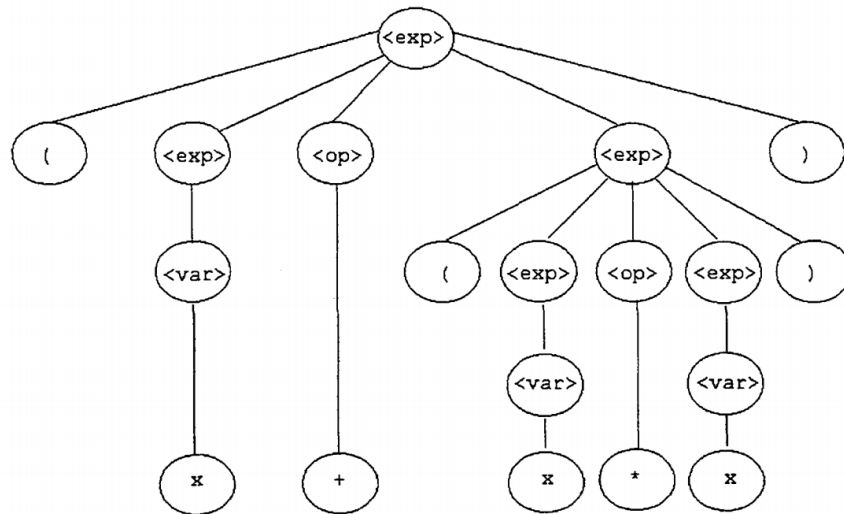 <exp>
( <exp> <op> <exp> )
<var> ( <exp> <op> <exp> )
<var> <var>
x + x * x